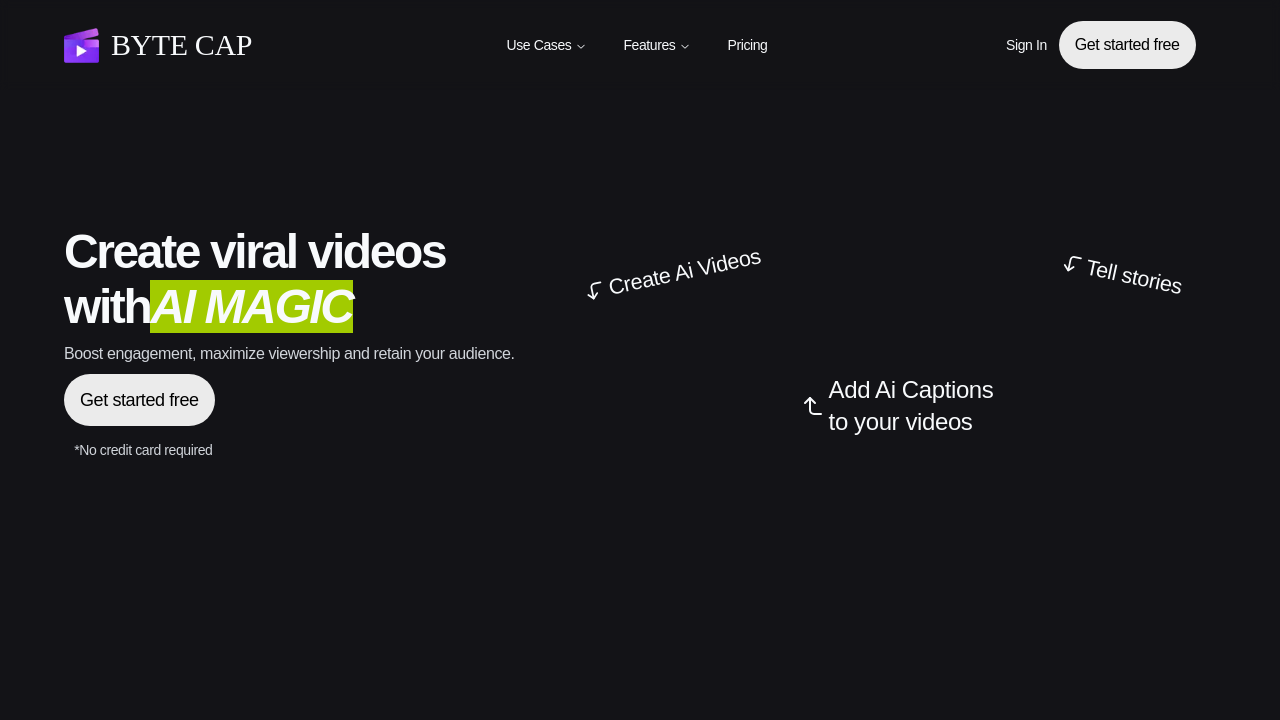 BYTE CAP
Use Cases
Features
Pricing
Sign In
Get started free
Create viral videos
withAI MAGIC
Boost engagement, maximize viewership and retain your audience.
Get started free
*No credit card required
Create Ai Videos
Tell stories
Add Ai Captions
to your videos